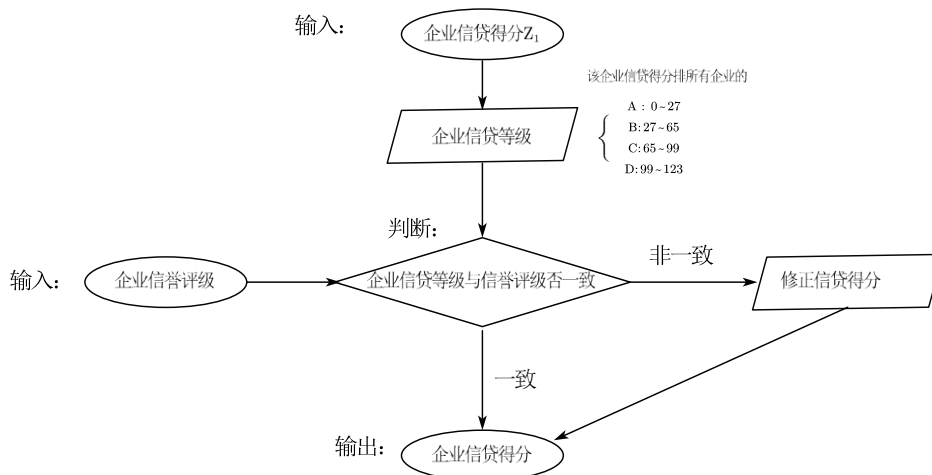 输入：
企业信贷得分Z₁
该企业信贷得分排所有企业的
A：0~27
B:27~65
C:65~99
D:99~123
企业信贷等级
判断：
非一致
输入：
企业信誉评级
企业信贷等级与信誉评级否一致
修正信贷得分
一致
输出：
企业信贷得分